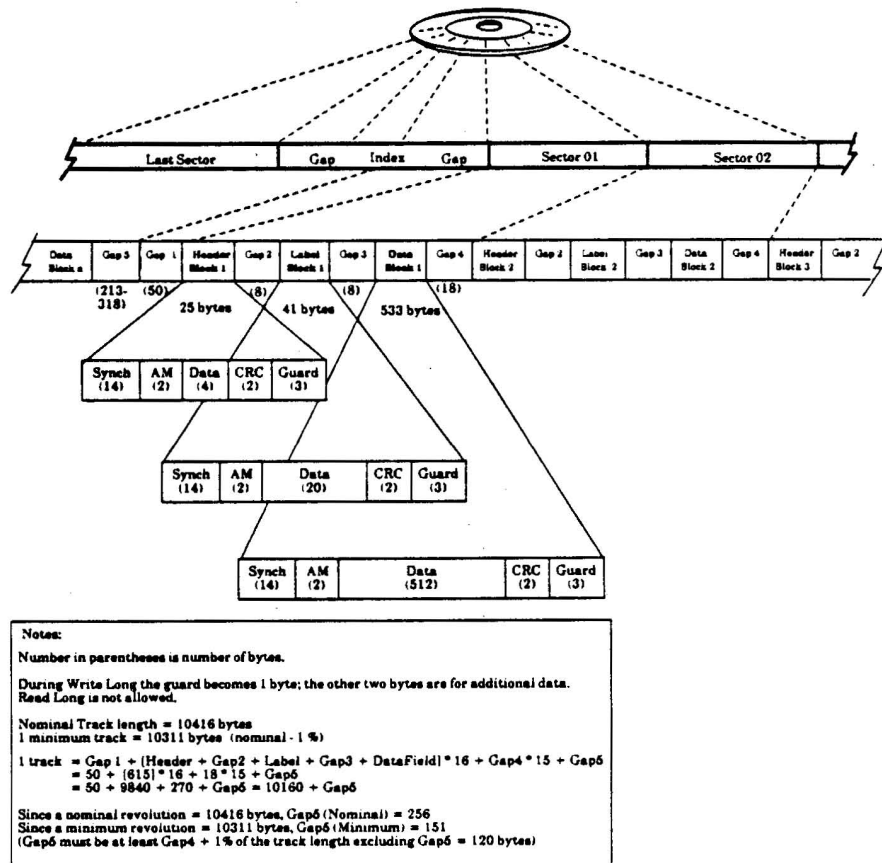 Last Sector Gap Index Gap Sector 01 Sector 02
Data Block n Gap 5 Gap 1 Header Block 1 Gap 2 Label Block 1 Gap 3 Data Block 1 Gap 4 Header Block 2 Gap 2 Label Block 2 Gap 3 Data Block 2 Gap 4 Header Block 3 Gap 2
(213-318) (50) 25 bytes (8) 41 bytes (8) 533 bytes (18)
Synch (14) AM (2) Data (4) CRC (2) Guard (3)
Synch (14) AM (2) Data (20) CRC (2) Guard (3)
Synch (14) AM (2) Data (512) CRC (2) Guard (3)
Notes:
Number in parentheses is number of bytes.
During Write Long the guard becomes 1 byte; the other two bytes are for additional data.
Read Long is not allowed.
Nominal Track length = 10416 bytes
1 minimum track = 10311 bytes (nominal - 1 %)
1 track = Gap 1 + [Header + Gap2 + Label + Gap3 + DataField] * 16 + Gap4 * 15 + Gap5
= 50 + [615] * 16 + 18 * 15 + Gap5
= 50 + 9840 + 270 + Gap5 = 10160 + Gap5
Since a nominal revolution = 10416 bytes, Gap5 (Nominal) = 256
Since a minimum revolution = 10311 bytes, Gap5 (Minimum) = 151
(Gap5 must be at least Gap4 + 1% of the track length excluding Gap5 = 120 bytes)